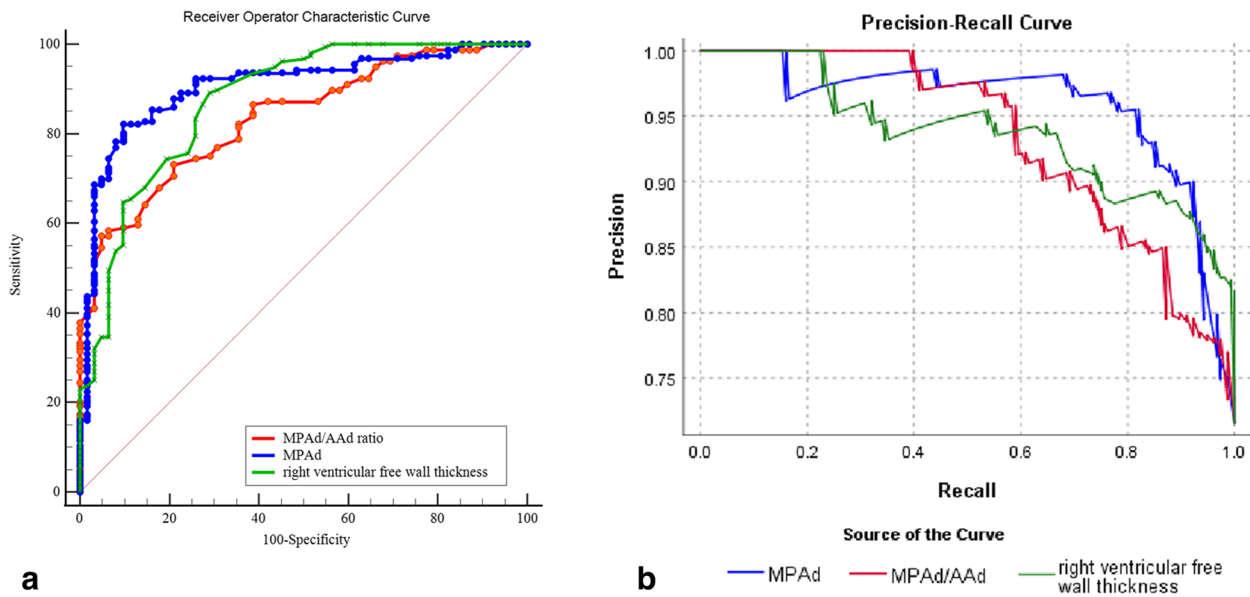 Receiver Operator Characteristic Curve
100
80
60
40
20
0
Sensitivity
MPAd/AAd ratio
MPAd
right ventricular free wall thickness
0 20 40 60 80 100
100-Specificity
a
Precision-Recall Curve
1.00
0.95
0.90
0.85
0.80
0.75
Precision
0.0 0.2 0.4 0.6 0.8 1.0
Recall
Source of the Curve
MPAd MPAd/AAd right ventricular free
wall thickness
b